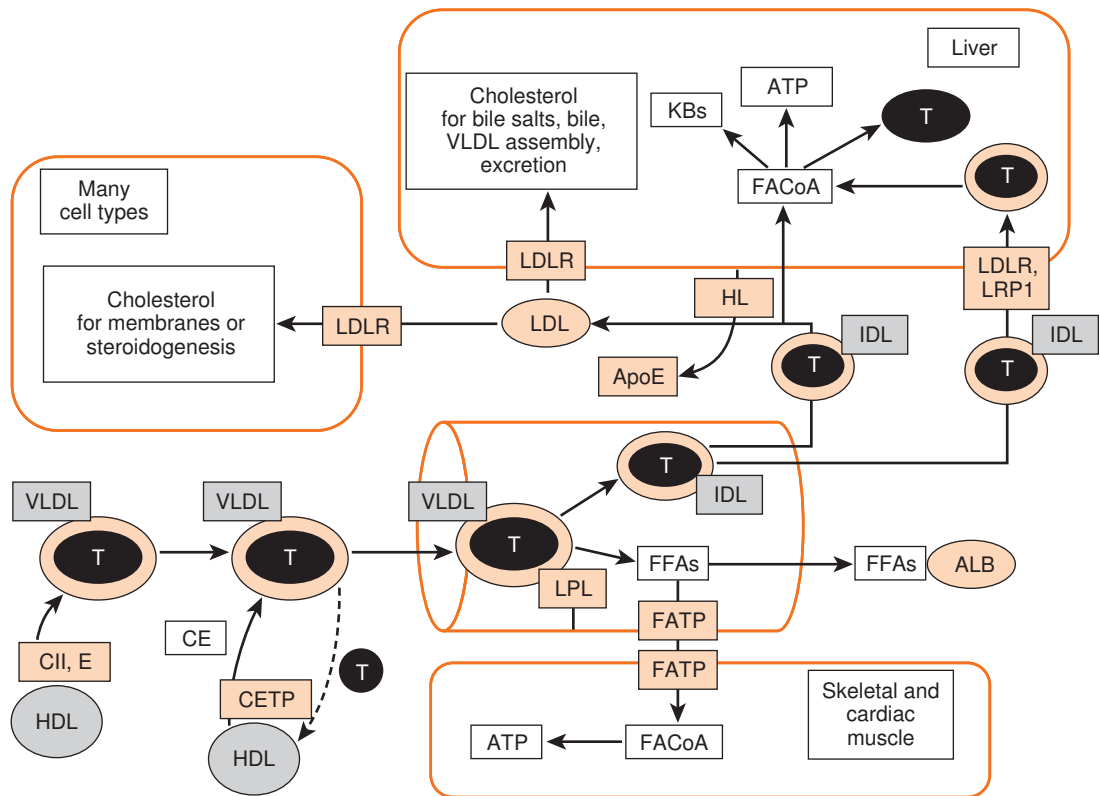 Liver
ATP
KBs
T
Cholesterol
for bile salts, bile,
VLDL assembly,
excretion
FACoA
T
Many
cell types
LDLR
LDLR,
LRP1
HL
Cholesterol
for membranes or
steroidogenesis
LDLR
LDL
IDL
T
IDL
T
ApoE
T
IDL
VLDL
T
VLDL
T
VLDL
T
LPL
FFAs
FFAs
ALB
FATP
CE
CII, E
T
FATP
CETP
HDL
HDL
Skeletal and
cardiac
muscle
ATP
FACoA